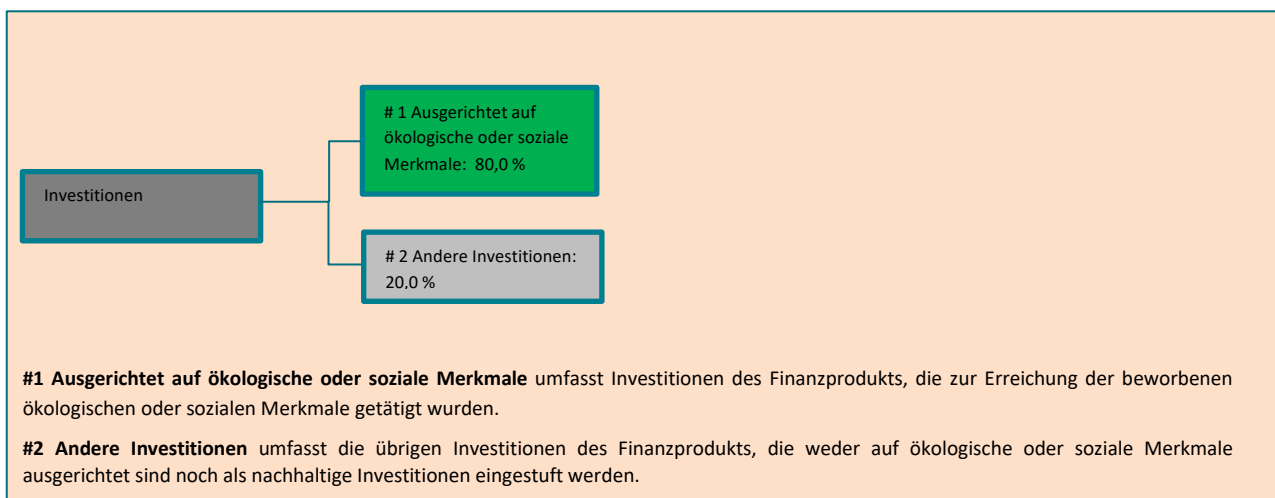 # 1 Ausgerichtet auf
ökologische oder soziale
Merkmale: 80,0 %
Investitionen
# 2 Andere Investitionen:
20,0 %
#1 Ausgerichtet auf ökologische oder soziale Merkmale umfasst Investitionen des Finanzprodukts, die zur Erreichung der beworbenen
ökologischen oder sozialen Merkmale getätigt wurden.
#2 Andere Investitionen umfasst die übrigen Investitionen des Finanzprodukts, die weder auf ökologische oder soziale Merkmale
ausgerichtet sind noch als nachhaltige Investitionen eingestuft werden.